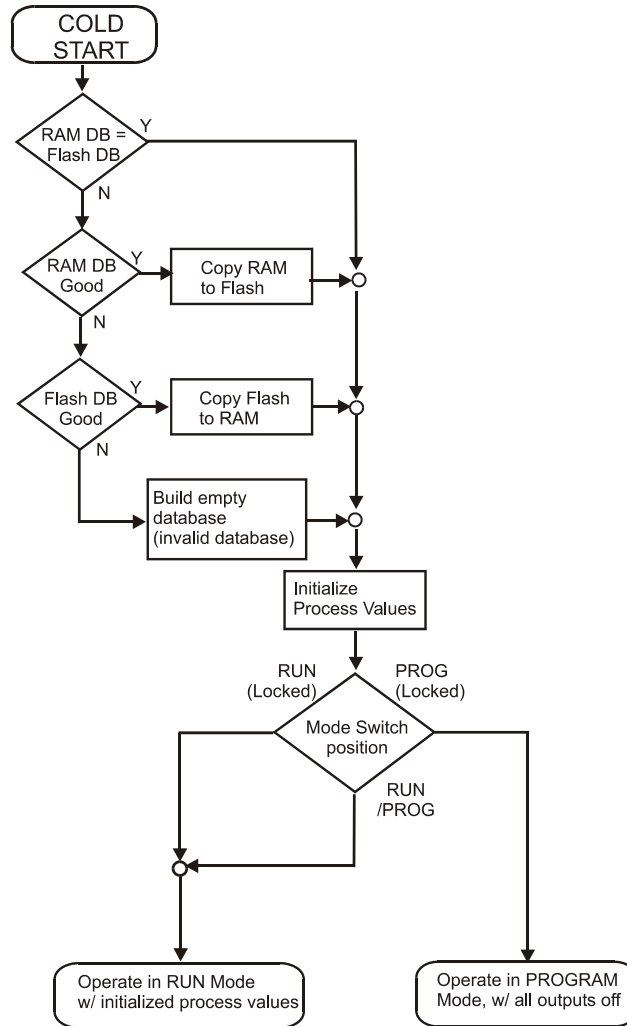 COLD
START
RAM DB =
Flash DB
Y
N
RAM DB
Good
Y
N
Copy RAM
to Flash
Flash DB
Good
Y
N
Copy Flash
to RAM
Build empty
database
(invalid database)
Initialize
Process Values
RUN
(Locked)
PROG
(Locked)
Mode Switch
position
RUN
/PROG
Operate in RUN Mode
w/ initialized process values
Operate in PROGRAM
Mode, w/ all outputs off